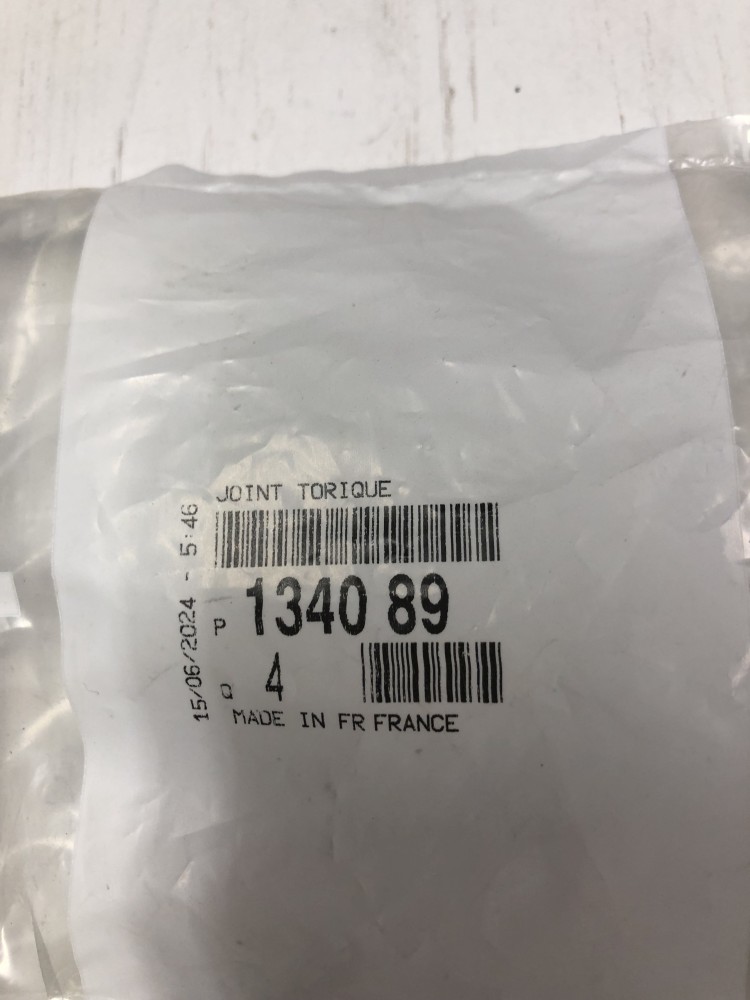 JOINT TORIQUE
15/06/2024 - 5:46
P 1340 89
Q 4
MADE IN FR FRANCE